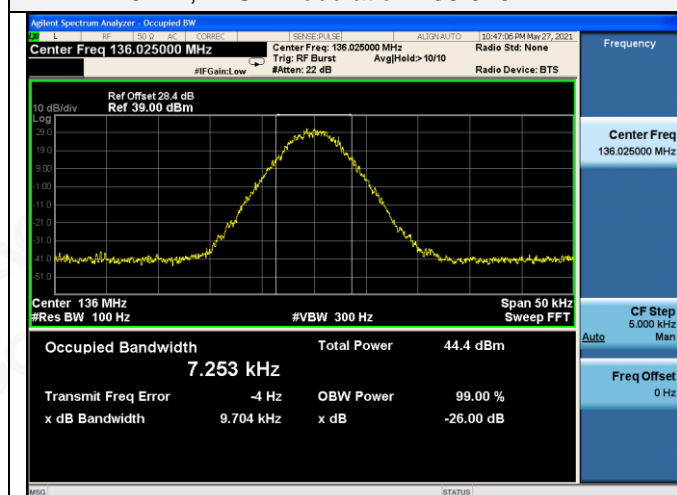 Agilent Spectrum Analyzer - Occupied BW
LXI L RF 50 Ω AC CORREC SENSE:PULSE ALIGN AUTO 10:47:06 PM May 27, 2021
Center Freq 136.025000 MHz
Center Freq: 136.025000 MHz
Radio Std: None
Trig: RF Burst Avg|Hold:> 10/10
#IFGain:Low #Atten: 22 dB Radio Device: BTS
Ref Offset 28.4 dB
10 dB/div Ref 39.00 dBm
Log
29.0
19.0
9.00
-1.00
-11.0
-21.0
-31.0
-41.0
-51.0
Center 136 MHz Span 50 kHz
#Res BW 100 Hz #VBW 300 Hz Sweep FFT
Occupied Bandwidth Total Power 44.4 dBm
7.253 kHz
Transmit Freq Error -4 Hz OBW Power 99.00 %
x dB Bandwidth 9.704 kHz x dB -26.00 dB
MSG STATUS
Frequency
Center Freq
136.025000 MHz
CF Step
5.000 kHz
Auto Man
Freq Offset
0 Hz